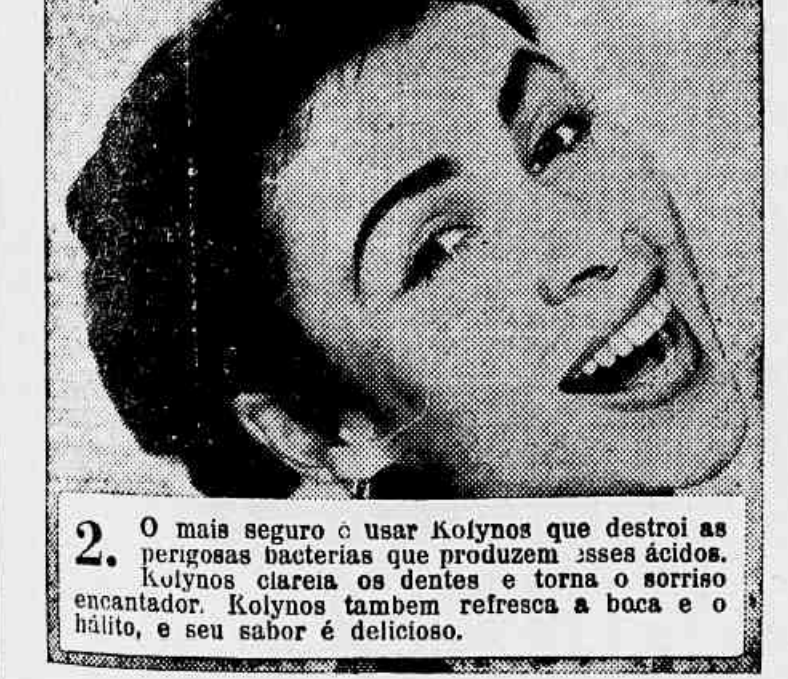 2. O mais seguro é usar Kolynos que destroi as
perigosas bacterias que produzem esses ácidos.
Kolynos clareia os dentes e torna o sorriso
encantador. Kolynos tambem refresca a boca e o
hálito, e seu sabor é delicioso.